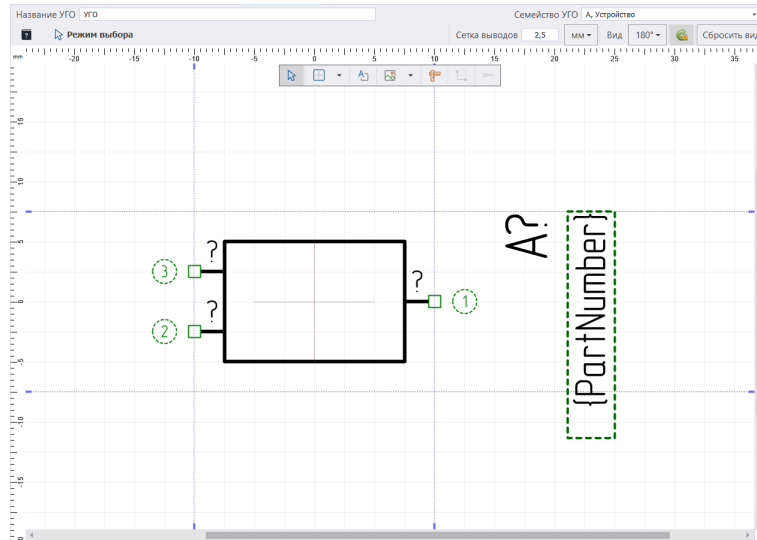 Название УГО УГО Семейство УГО А, Устройство
? Режим выбора Сетка выводов 2,5 мм Вид 180° Сбросить вид
mm -20 -15 -10 -5 0 5 10 15 20 25 30 35
15
5
0
-5
-10
-15
-20
A?
{PartNumber}
? 3
? 1
? 2